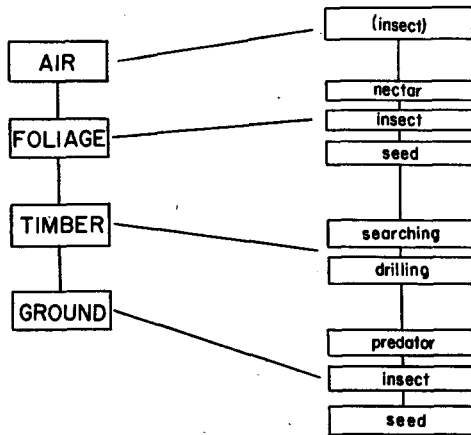 AIR
FOLIAGE
TIMBER
GROUND
(insect)
nectar
insect
seed
searching
drilling
predator
insect
seed